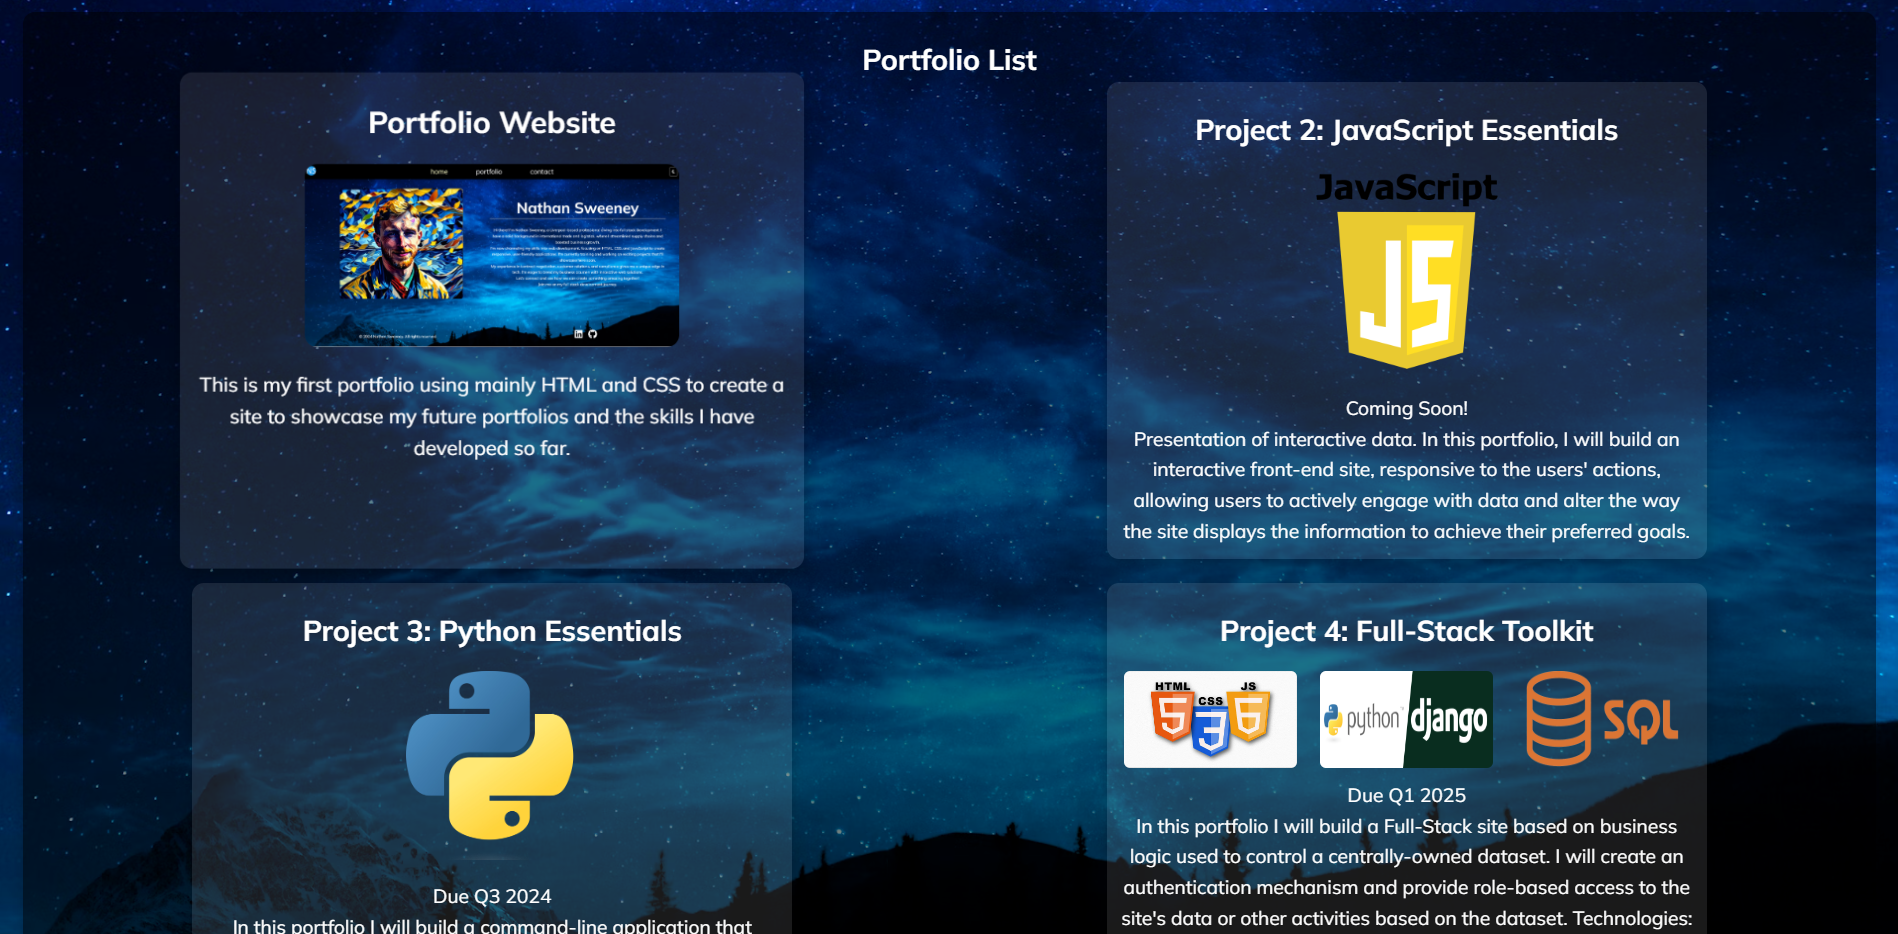 Portfolio List
Portfolio Website
home portfolio contact
Nathan Sweeney
This is my first portfolio using mainly HTML and CSS to create a
site to showcase my future portfolios and the skills I have
developed so far.
Project 2: JavaScript Essentials
JavaScript
JS
Coming Soon!
Presentation of interactive data. In this portfolio, I will build an
interactive front-end site, responsive to the users' actions,
allowing users to actively engage with data and alter the way
the site displays the information to achieve their preferred goals.
Project 3: Python Essentials
Due Q3 2024
In this portfolio I will build a command-line application that
Project 4: Full-Stack Toolkit
HTML CSS JS
5 3
python django
SQL
Due Q1 2025
In this portfolio I will build a Full-Stack site based on business
logic used to control a centrally-owned dataset. I will create an
authentication mechanism and provide role-based access to the
site's data or other activities based on the dataset. Technologies: